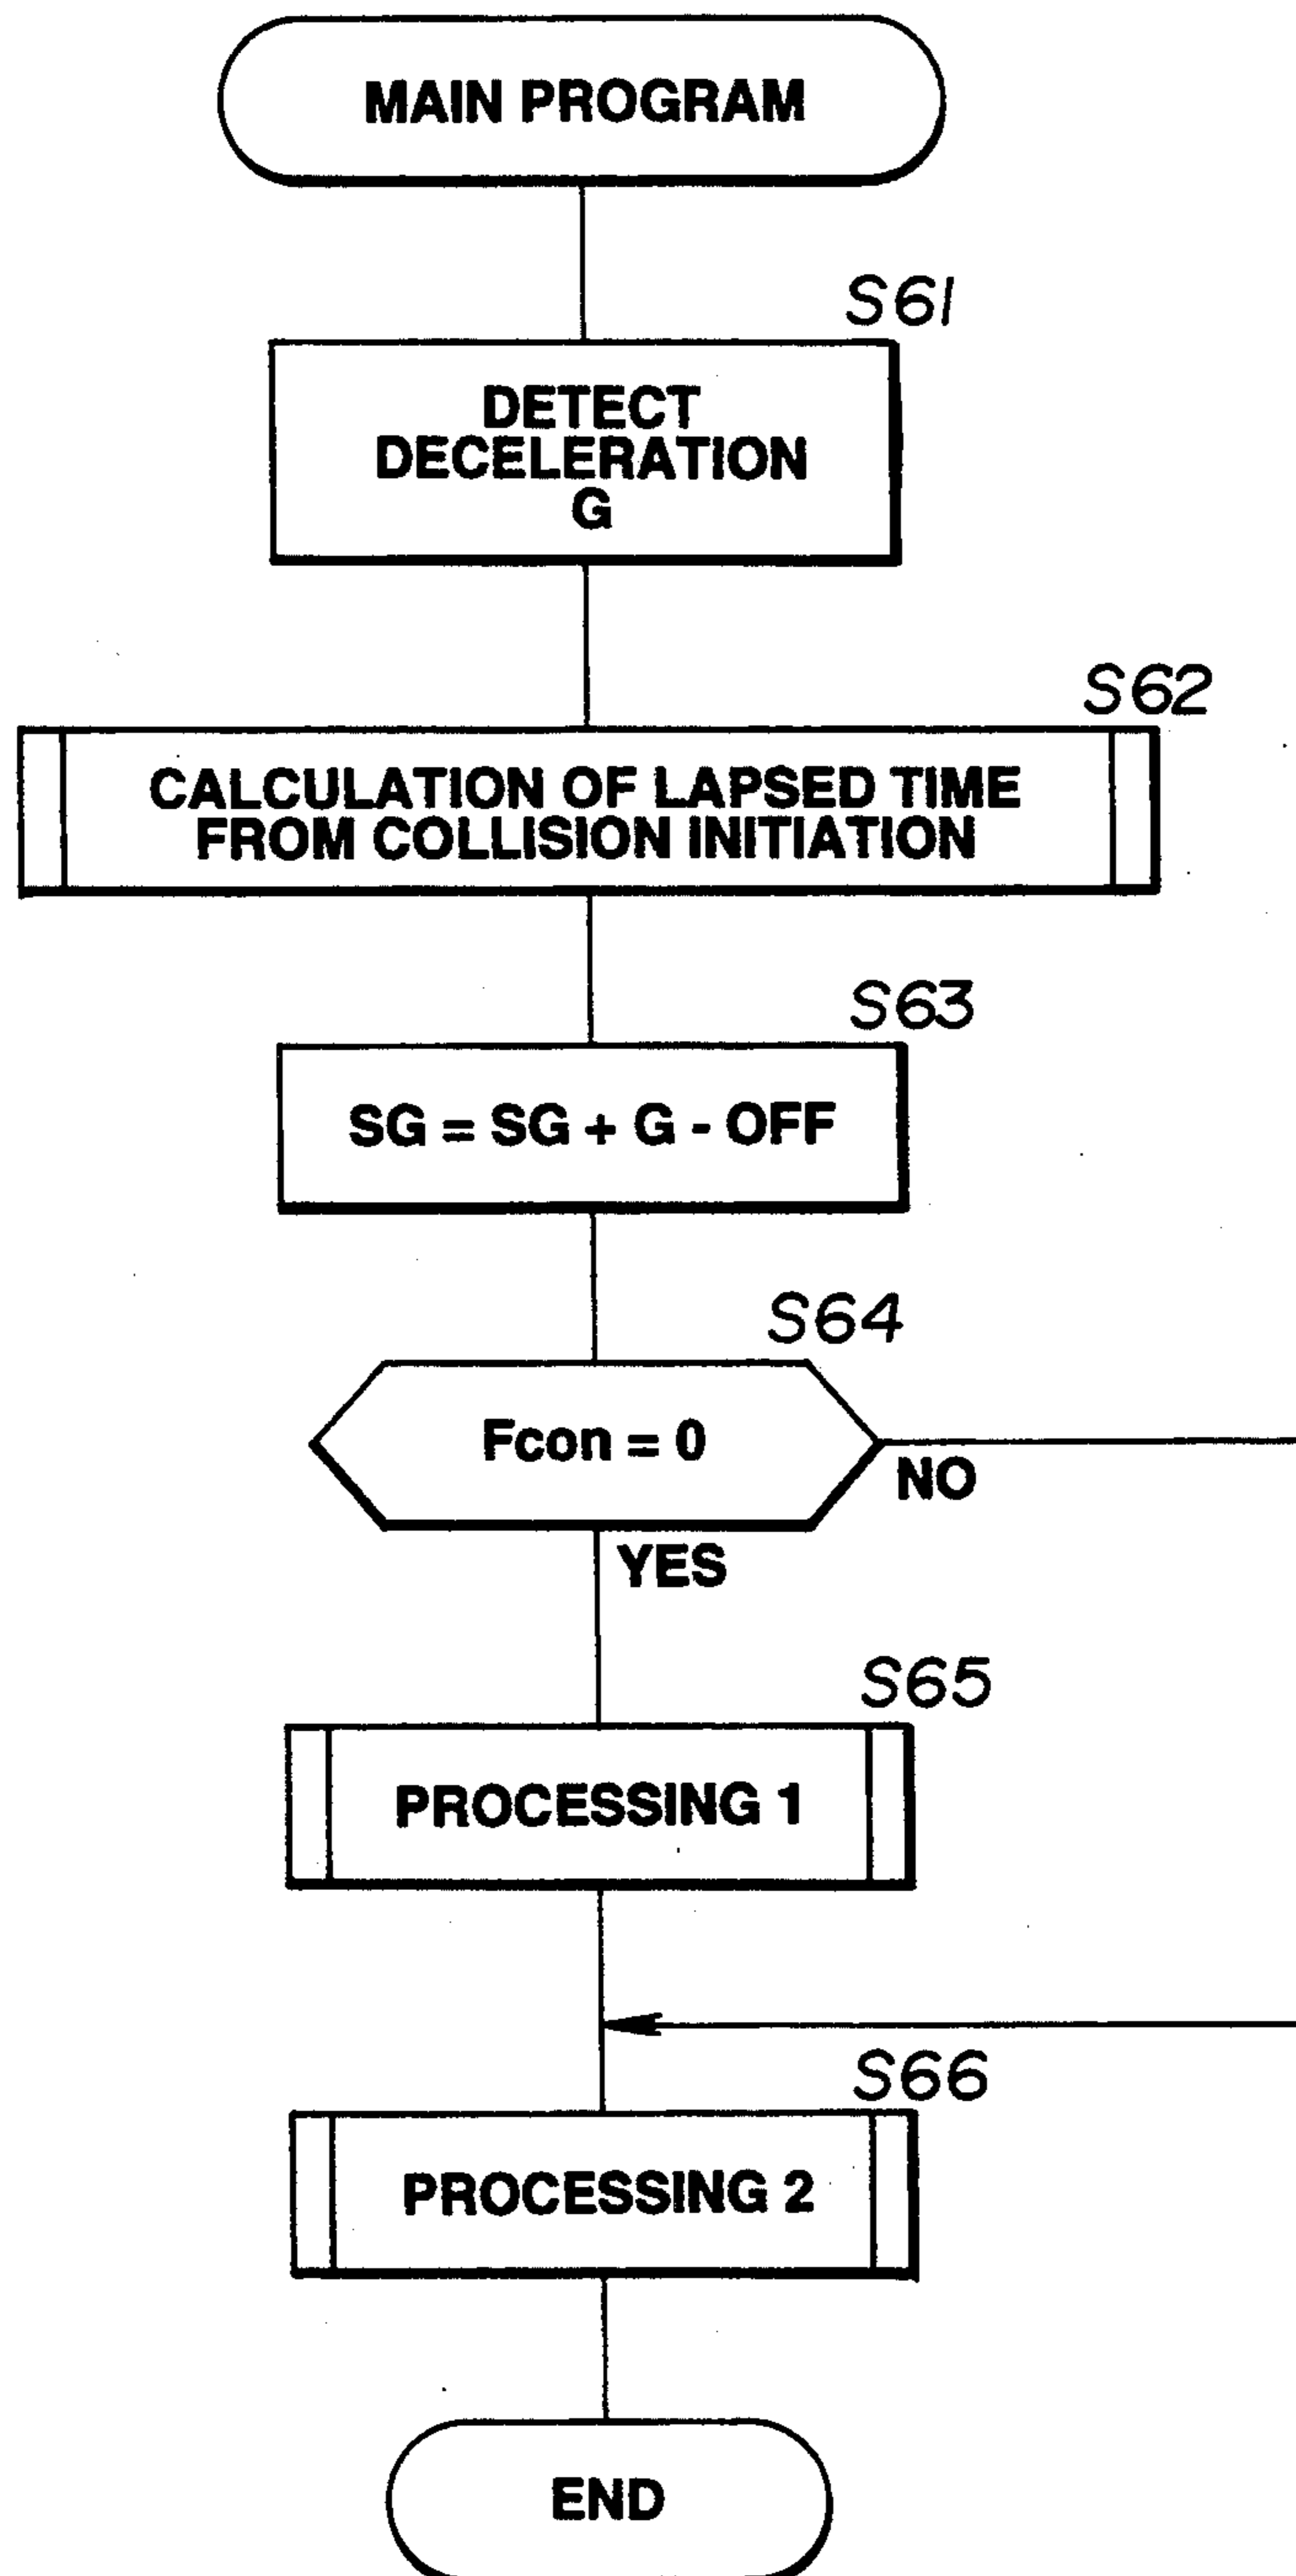 MAIN PROGRAM
S61
DETECT
DECELERATION
G
S62
CALCULATION OF LAPSED TIME
FROM COLLISION INITIATION
S63
SG = SG + G - OFF
S64
Fcon = 0
NO
YES
S65
PROCESSING 1
S66
PROCESSING 2
END